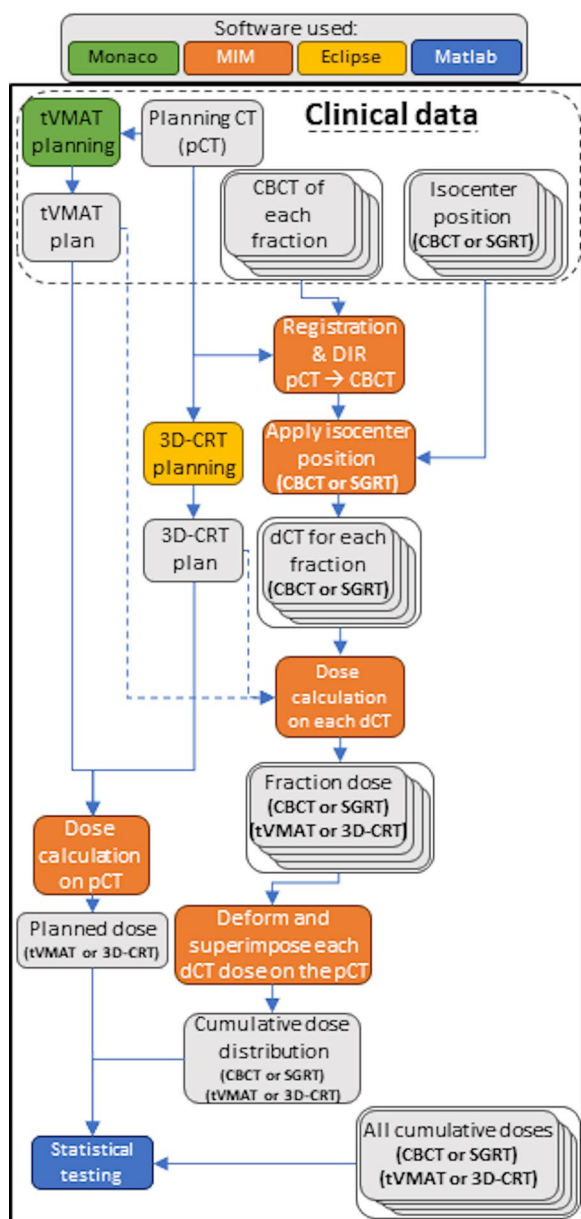 Software used:
Monaco
MIM
Eclipse
Matlab
Clinical data
tVMAT
planning
Planning CT
(pCT)
tVMAT
plan
CBCT of
each
fraction
Isocenter
position
(CBCT or SGRT)
Registration
& DIR
pCT → CBCT
3D-CRT
planning
Apply isocenter
position
(CBCT or SGRT)
3D-CRT
plan
dCT for each
fraction
(CBCT or SGRT)
Dose
calculation
on each dCT
Fraction dose
(CBCT or SGRT)
(tVMAT or 3D-CRT)
Dose
calculation
on pCT
Planned dose
(tVMAT or 3D-CRT)
Deform and
superimpose each
dCT dose on the pCT
Cumulative dose
distribution
(CBCT or SGRT)
(tVMAT or 3D-CRT)
Statistical
testing
All cumulative doses
(CBCT or SGRT)
(tVMAT or 3D-CRT)